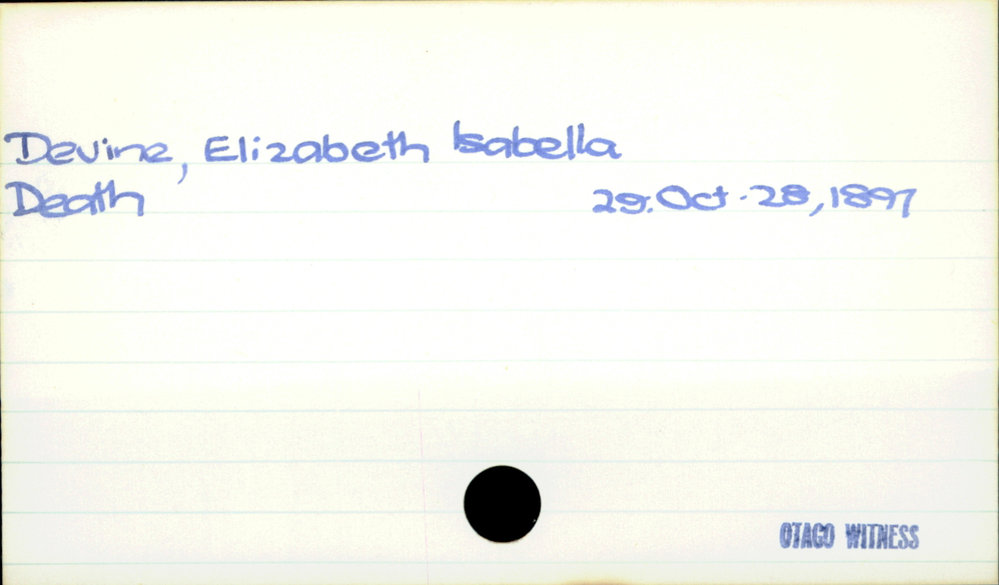 Devine, Elizabeth Isabella
Death 29. Oct. 28, 1897
OTAGO WITNESS